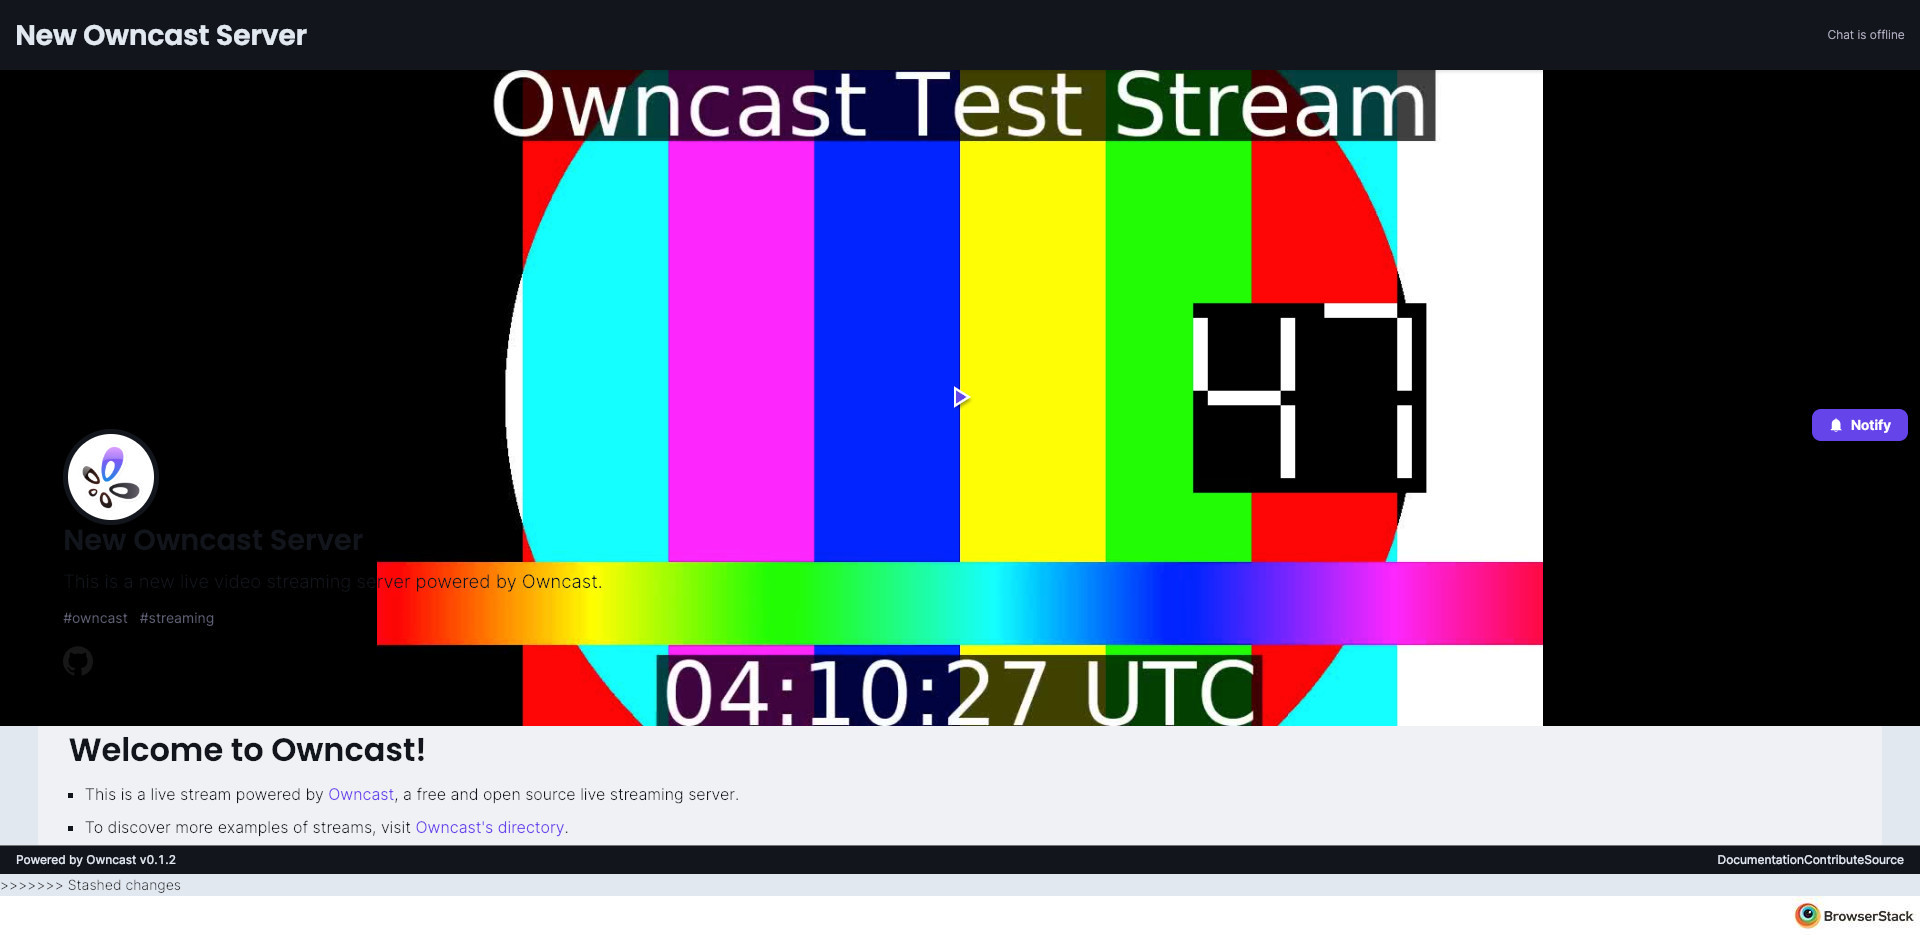 New Owncast Server
Chat is offline
Owncast Test Stream
47
Notify
New Owncast Server
This is a new live video streaming server powered by Owncast.
#owncast #streaming
04:10:27 UTC
Welcome to Owncast!
This is a live stream powered by Owncast, a free and open source live streaming server.
To discover more examples of streams, visit Owncast's directory.
Powered by Owncast v0.1.2
DocumentationContributeSource
>>>>>>> Stashed changes
BrowserStack